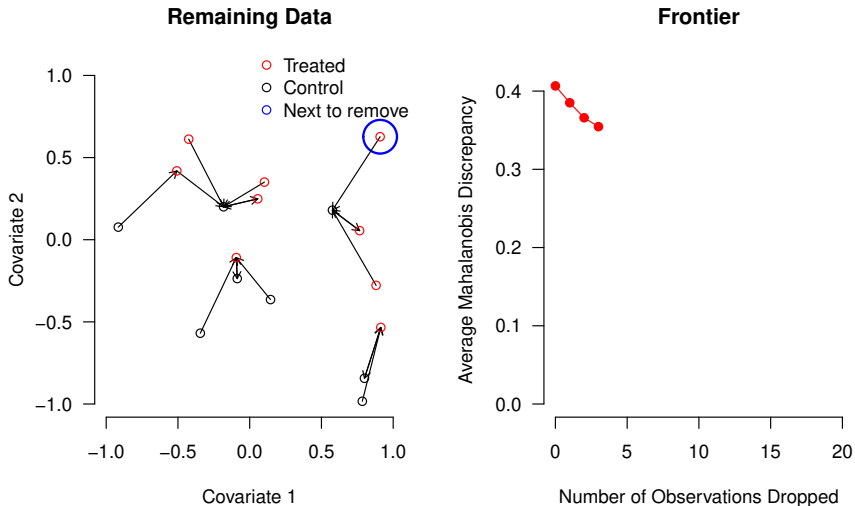 Remaining Data
Treated
Control
Next to remove
1.0
0.5
0.0
−0.5
−1.0
Covariate 2
−1.0 −0.5 0.0 0.5 1.0
Covariate 1
Frontier
0.4
0.3
0.2
0.1
0.0
Average Mahalanobis Discrepancy
0 5 10 15 20
Number of Observations Dropped